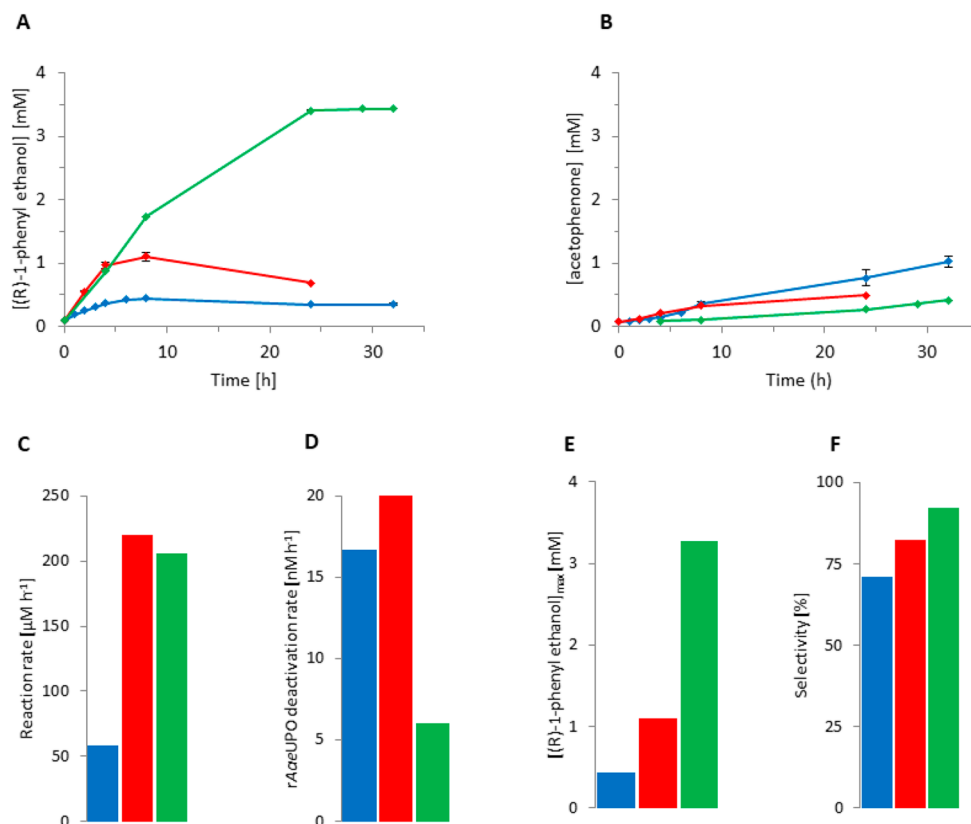 A
[(R)-1-phenyl ethanol] [mM]
4
3
2
1
0
0 10 20 30
Time [h]
B
[acetophenone] [mM]
4
3
2
1
0
0 10 20 30
Time (h)
C
Reaction rate [µM h-1]
250
200
150
100
50
0
D
rAaeUPO deactivation rate [nM h-1]
20
15
10
5
0
E
[(R)-1-phenyl ethanol]max [mM]
4
3
2
1
0
F
Selectivity [%]
100
75
50
25
0